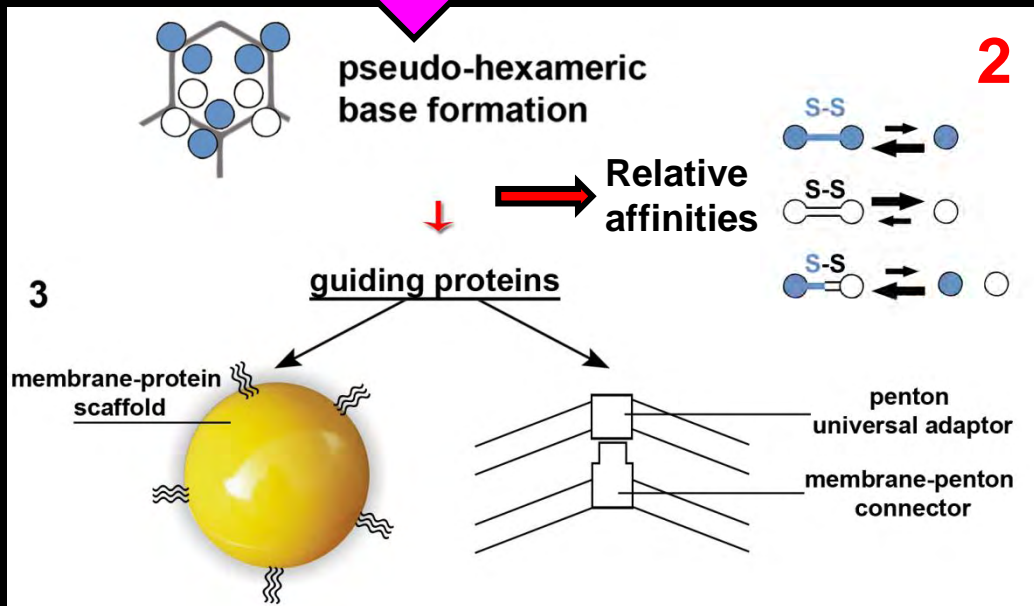 pseudo-hexameric
base formation
2
S-S
Relative
affinities
S-S
S-S
guiding proteins
3
membrane-protein
scaffold
penton
universal adaptor
membrane-penton
connector